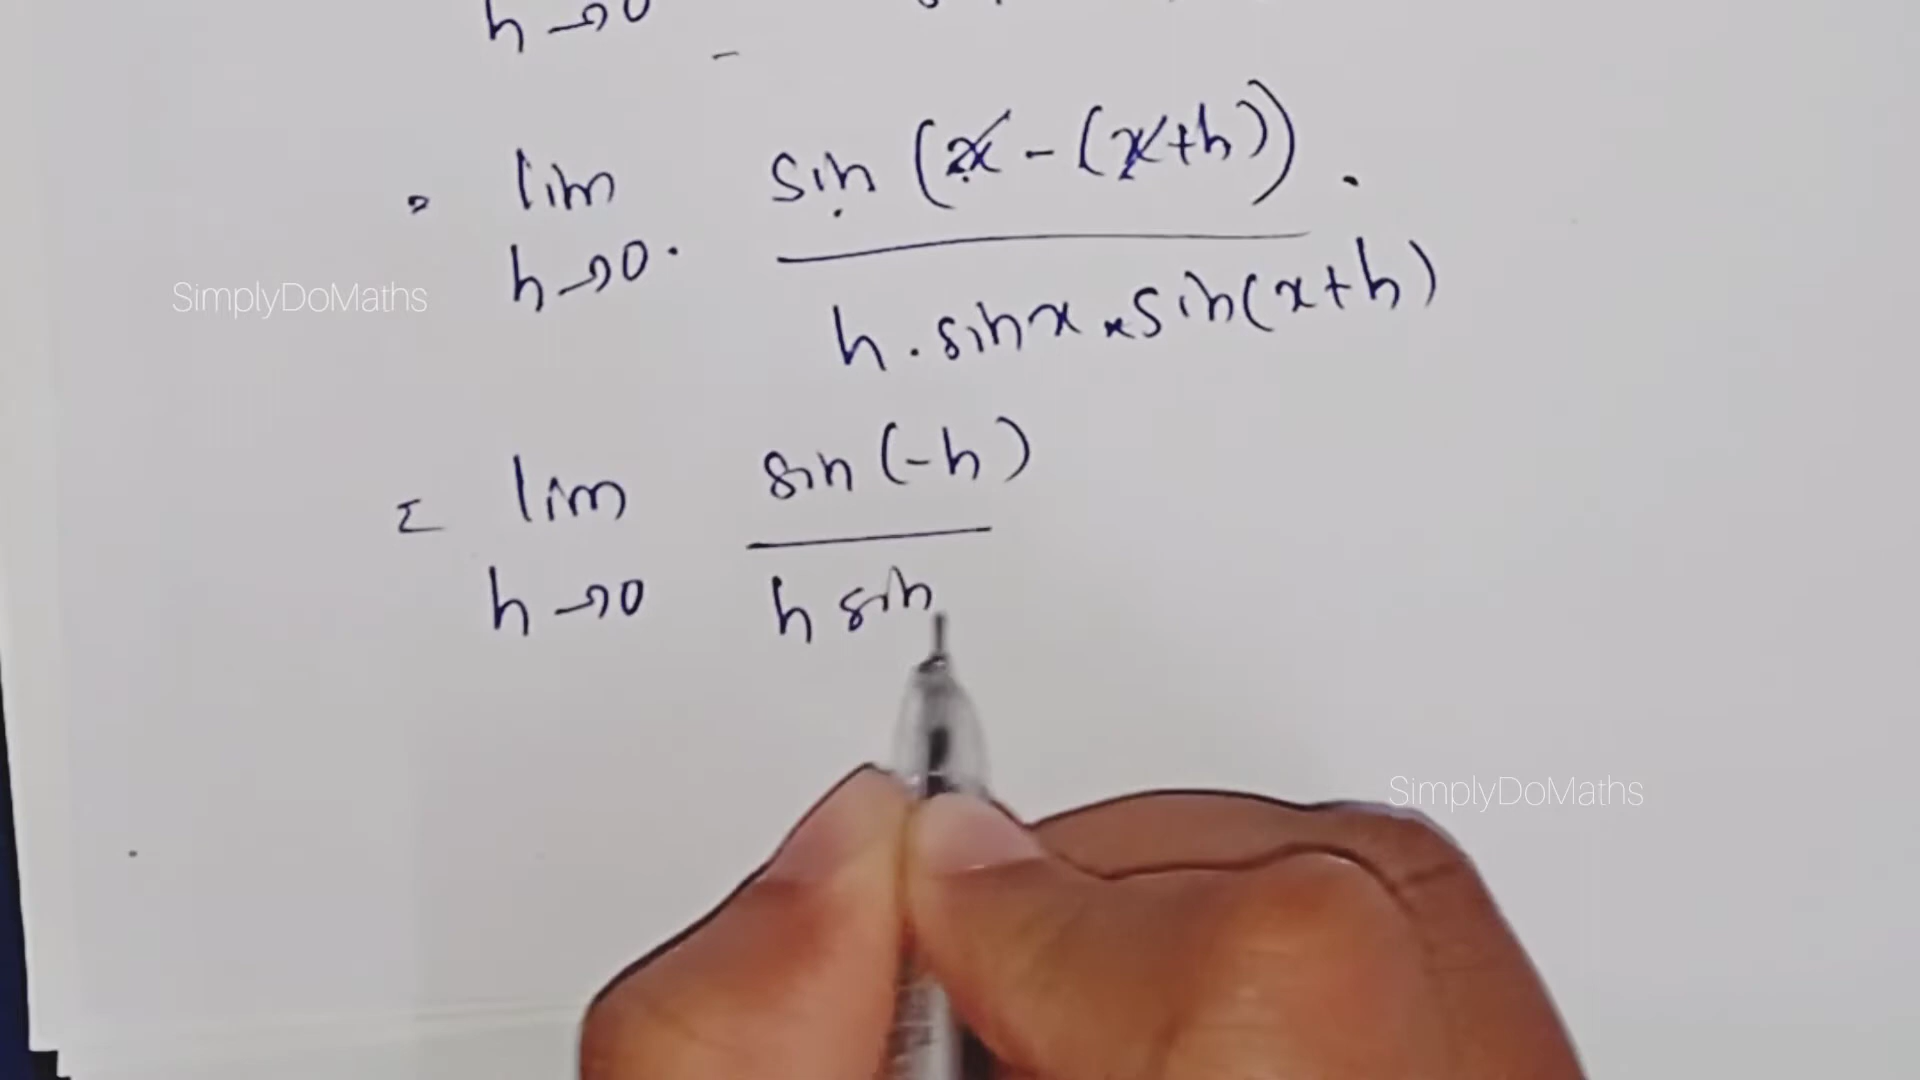 h→0
= lim sin (x - (x+h))
h→0 h . sinx × sin(x+h)
SimplyDoMaths
= lim sin (-h)
h→0 h sin
SimplyDoMaths